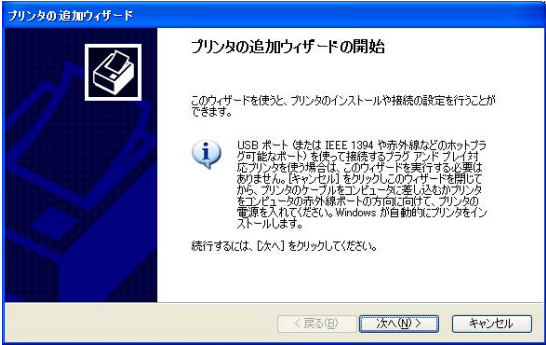 プリンタの追加ウィザード
プリンタの追加ウィザードの開始
このウィザードを使うと、プリンタのインストールや接続の設定を行うことが
できます。
USB ポート (または IEEE 1394 や赤外線などのホットプラ
グ可能なポート) を使って接続するプラグ アンド プレイ対
応プリンタを使う場合は、このウィザードを実行する必要は
ありません。[キャンセル] をクリックしこのウィザードを閉じて
から、プリンタのケーブルをコンピュータに差し込むかプリンタ
をコンピュータの赤外線ポートの方向に向けて、プリンタの
電源を入れてください。Windows が自動的にプリンタをイン
ストールします。
続行するには、[次へ] をクリックしてください。
< 戻る(B)
次へ(N) >
キャンセル